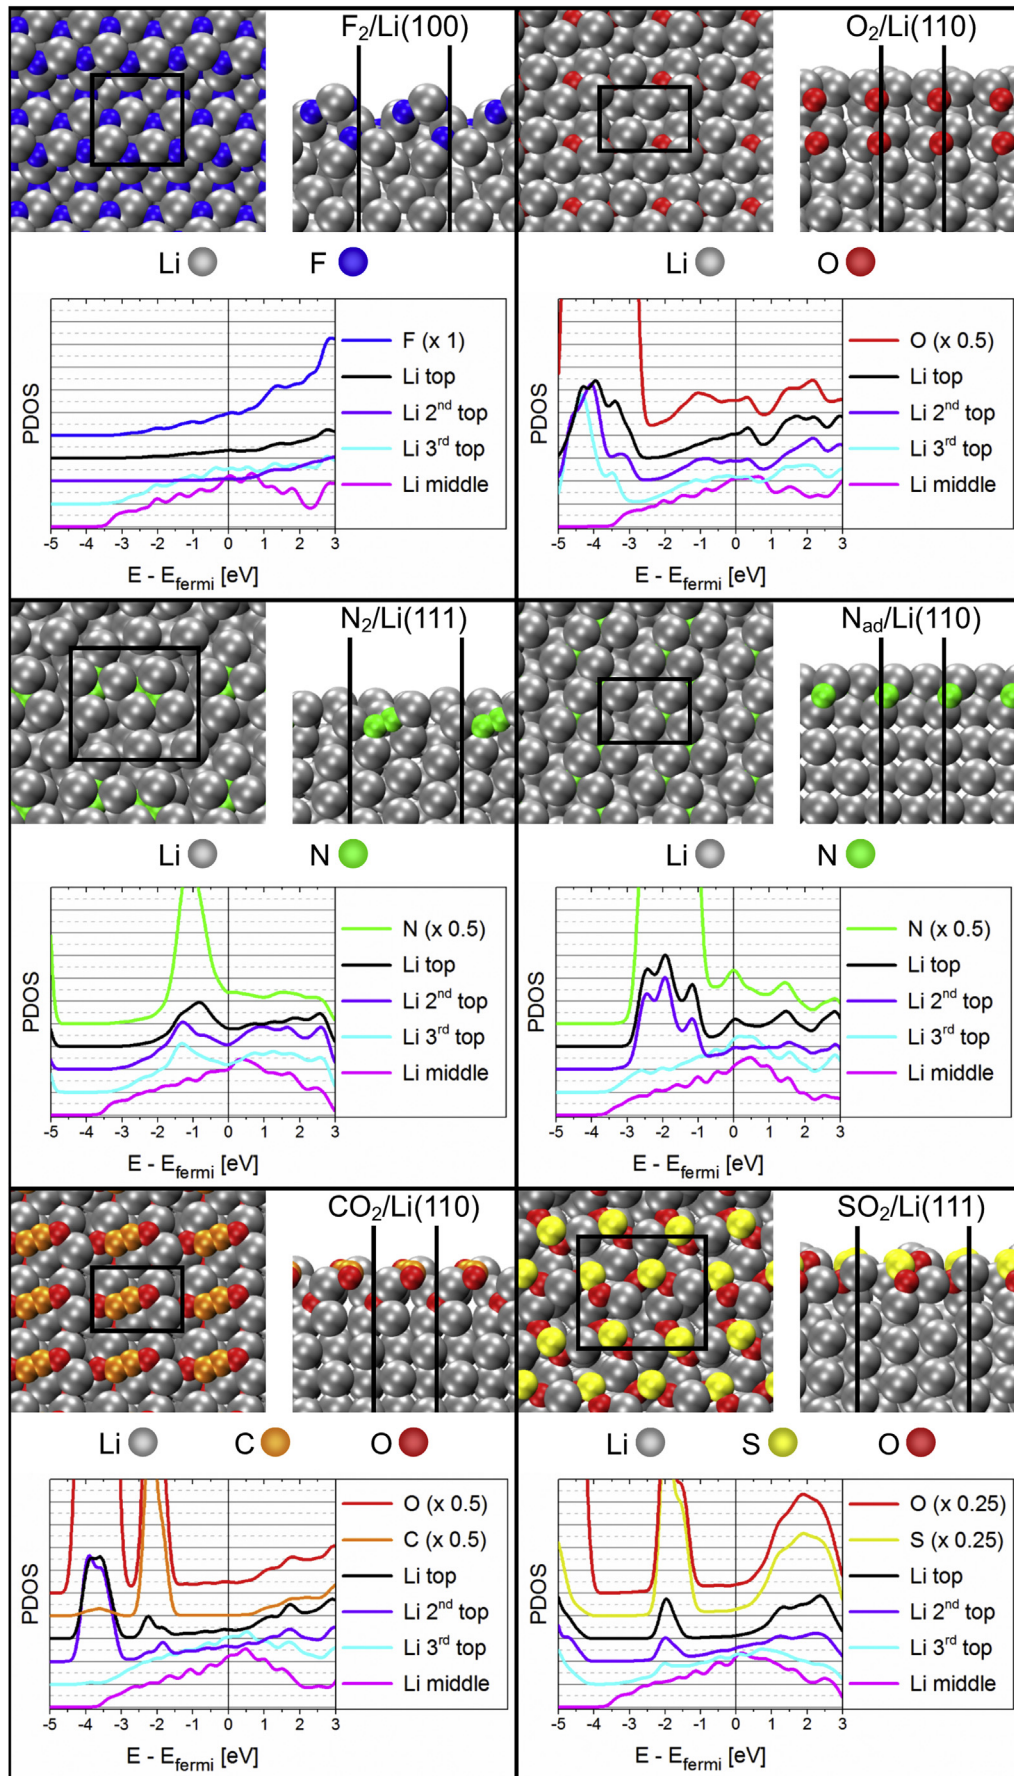 F₂/Li(100)
Li F
PDOS
F (x 1)
Li top
Li 2ⁿᵈ top
Li 3ʳᵈ top
Li middle
-5 -4 -3 -2 -1 0 1 2 3
E - E_fermi [eV]
O₂/Li(110)
Li O
PDOS
O (x 0.5)
Li top
Li 2ⁿᵈ top
Li 3ʳᵈ top
Li middle
-5 -4 -3 -2 -1 0 1 2 3
E - E_fermi [eV]
N₂/Li(111)
Li N
PDOS
N (x 0.5)
Li top
Li 2ⁿᵈ top
Li 3ʳᵈ top
Li middle
-5 -4 -3 -2 -1 0 1 2 3
E - E_fermi [eV]
N_ad/Li(110)
Li N
PDOS
N (x 0.5)
Li top
Li 2ⁿᵈ top
Li 3ʳᵈ top
Li middle
-5 -4 -3 -2 -1 0 1 2 3
E - E_fermi [eV]
CO₂/Li(110)
Li C O
PDOS
O (x 0.5)
C (x 0.5)
Li top
Li 2ⁿᵈ top
Li 3ʳᵈ top
Li middle
-5 -4 -3 -2 -1 0 1 2 3
E - E_fermi [eV]
SO₂/Li(111)
Li S O
PDOS
O (x 0.25)
S (x 0.25)
Li top
Li 2ⁿᵈ top
Li 3ʳᵈ top
Li middle
-5 -4 -3 -2 -1 0 1 2 3
E - E_fermi [eV]